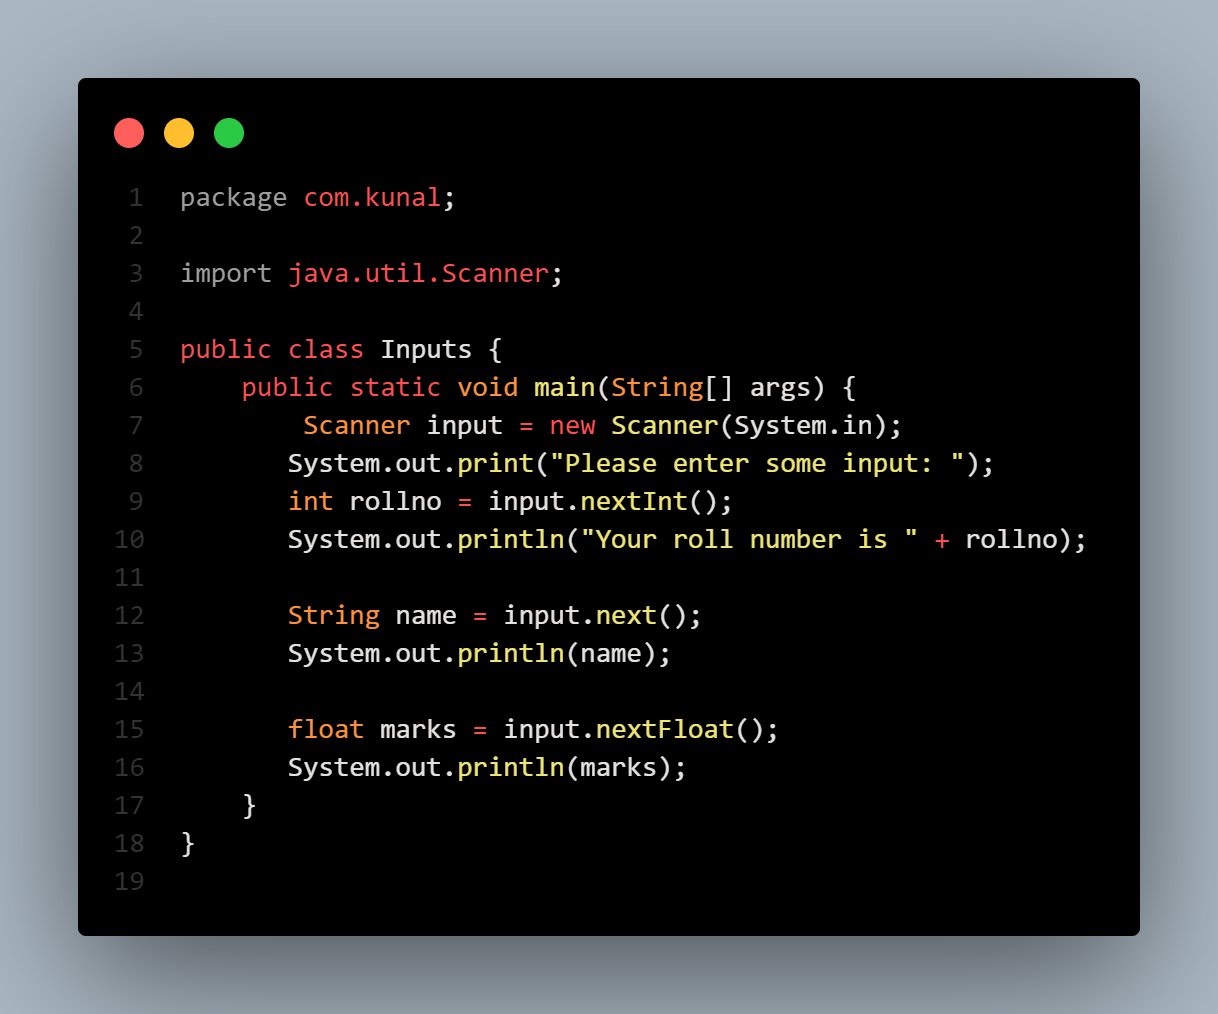 1 package com.kunal;
2
3 import java.util.Scanner;
4
5 public class Inputs {
6     public static void main(String[] args) {
7         Scanner input = new Scanner(System.in);
8        System.out.print("Please enter some input: ");
9        int rollno = input.nextInt();
10        System.out.println("Your roll number is " + rollno);
11
12        String name = input.next();
13        System.out.println(name);
14
15        float marks = input.nextFloat();
16        System.out.println(marks);
17     }
18 }
19